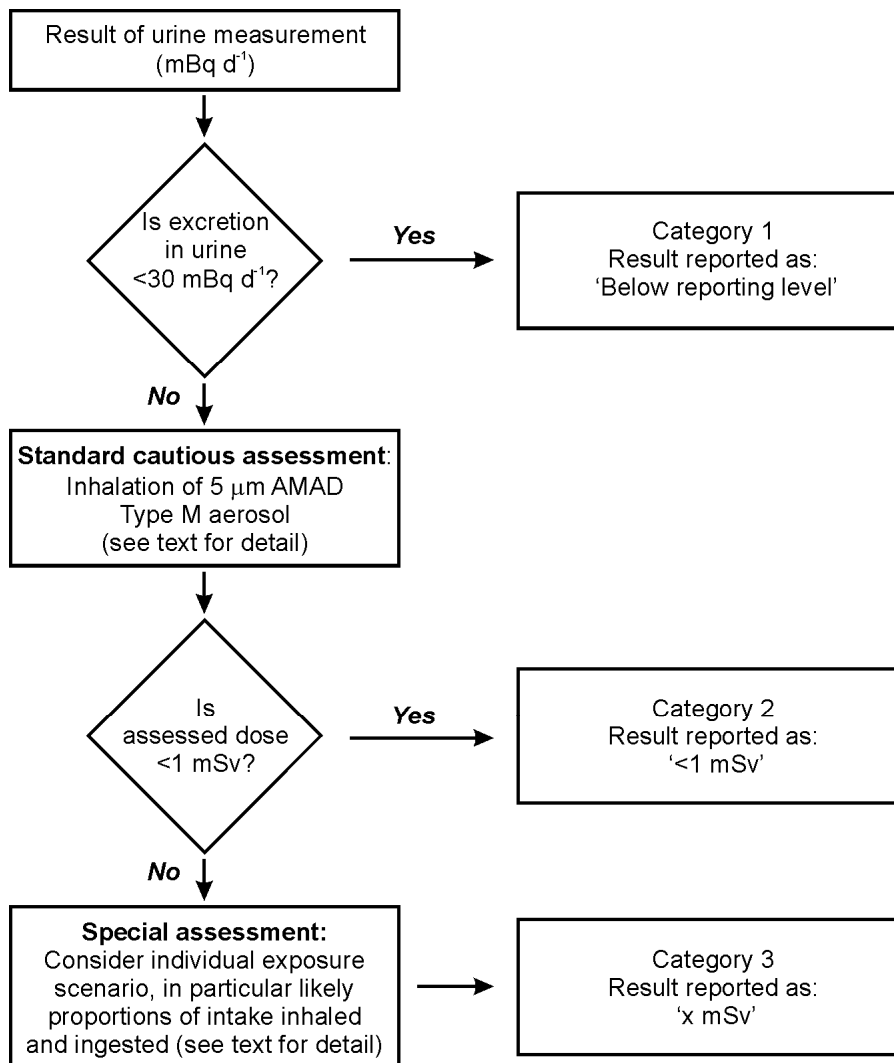 Result of urine measurement
(mBq d⁻¹)
Is excretion
in urine
<30 mBq d⁻¹?
Yes
Category 1
Result reported as:
‘Below reporting level’
No
Standard cautious assessment:
Inhalation of 5 μm AMAD
Type M aerosol
(see text for detail)
Is
assessed dose
<1 mSv?
Yes
Category 2
Result reported as:
‘<1 mSv’
No
Special assessment:
Consider individual exposure
scenario, in particular likely
proportions of intake inhaled
and ingested (see text for detail)
Category 3
Result reported as:
‘x mSv’